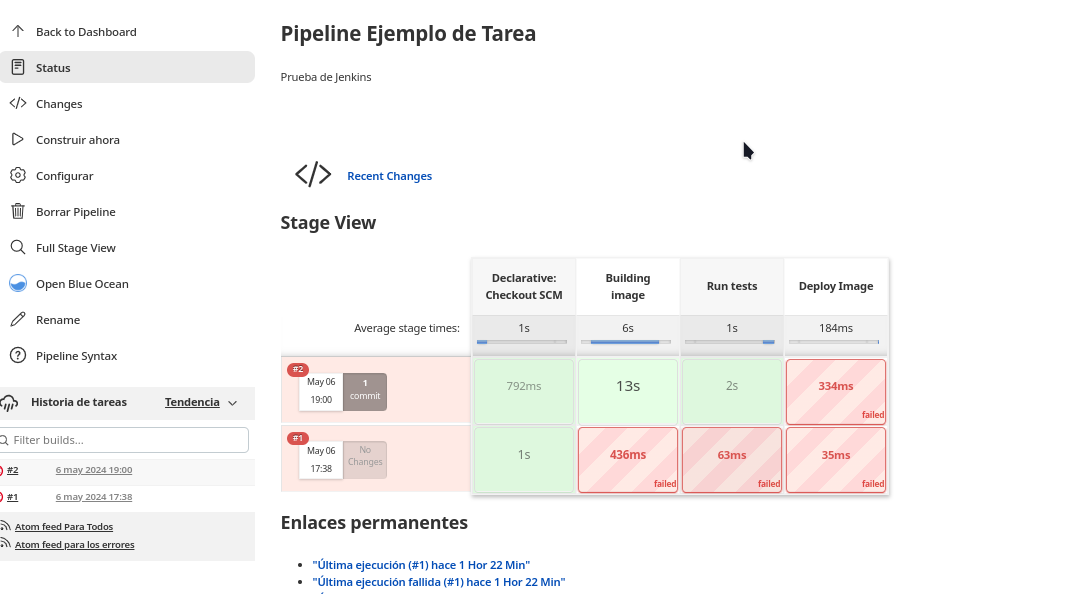 Back to Dashboard
Status
Changes
Construir ahora
Configurar
Borrar Pipeline
Full Stage View
Open Blue Ocean
Rename
Pipeline Syntax
Historia de tareas Tendencia
Filter builds...
#2 6 may 2024 19:00
#1 6 may 2024 17:38
Atom feed Para Todos
Atom feed para los errores
Pipeline Ejemplo de Tarea
Prueba de Jenkins
Recent Changes
Stage View
Declarative:
Checkout SCM
Building
image
Run tests
Deploy Image
Average stage times: 1s 6s 1s 184ms
#2
May 06
19:00
1
commit
792ms 13s 2s 334ms
failed
#1
May 06
17:38
No
Changes
1s 436ms 63ms 35ms
failed failed failed
Enlaces permanentes
"Última ejecución (#1) hace 1 Hor 22 Min"
"Última ejecución fallida (#1) hace 1 Hor 22 Min"